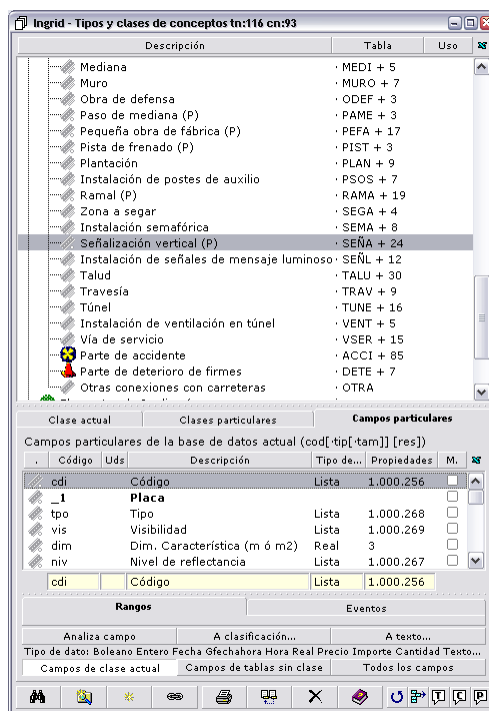 Ingrid - Tipos y clases de conceptos tn:116 cn:93
Descripción Tabla Uso
Mediana · MEDI + 5
Muro · MURO + 7
Obra de defensa · ODEF + 3
Paso de mediana (P) · PAME + 3
Pequeña obra de fábrica (P) · PEFA + 17
Pista de frenado (P) · PIST + 3
Plantación · PLAN + 9
Instalación de postes de auxilio · PSOS + 7
Ramal (P) · RAMA + 19
Zona a segar · SEGA + 4
Instalación semafórica · SEMA + 8
Señalización vertical (P) · SEÑA + 24
Instalación de señales de mensaje luminoso · SEÑL + 12
Talud · TALU + 30
Travesía · TRAV + 9
Túnel · TUNE + 16
Instalación de ventilación en túnel · VENT + 5
Vía de servicio · VSER + 15
Parte de accidente · ACCI + 85
Parte de deterioro de firmes · DETE + 7
Otras conexiones con carreteras · OTRA
Clase actual Clases particulares Campos particulares
Campos particulares de la base de datos actual (cod[·tip[·tam]] [res])
. Código Uds Descripción Tipo de... Propiedades M.
cdi Código Lista 1.000.256
_1 Placa
tpo Tipo Lista 1.000.268
vis Visibilidad Lista 1.000.269
dim Dim. Característica (m ó m2) Real 3
niv Nivel de reflectancia Lista 1.000.267
cdi Código Lista 1.000.256
Rangos Eventos
Analiza campo A clasificación... A texto...
Tipo de dato: Boleano Entero Fecha Gfechahora Hora Real Precio Importe Cantidad Texto...
Campos de clase actual Campos de tablas sin clase Todos los campos
T C P